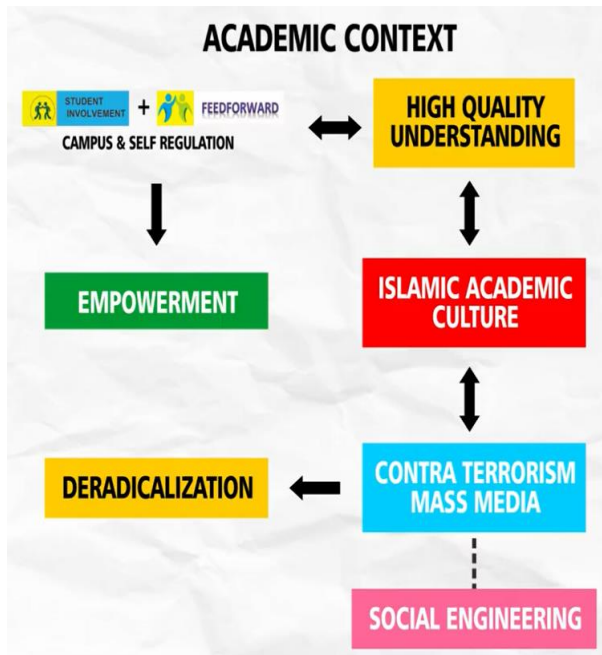 ACADEMIC CONTEXT
STUDENT
INVOLVEMENT
+
FEEDFORWARD
CAMPUS & SELF REGULATION
HIGH QUALITY
UNDERSTANDING
EMPOWERMENT
ISLAMIC ACADEMIC
CULTURE
DERADICALIZATION
CONTRA TERRORISM
MASS MEDIA
SOCIAL ENGINEERING